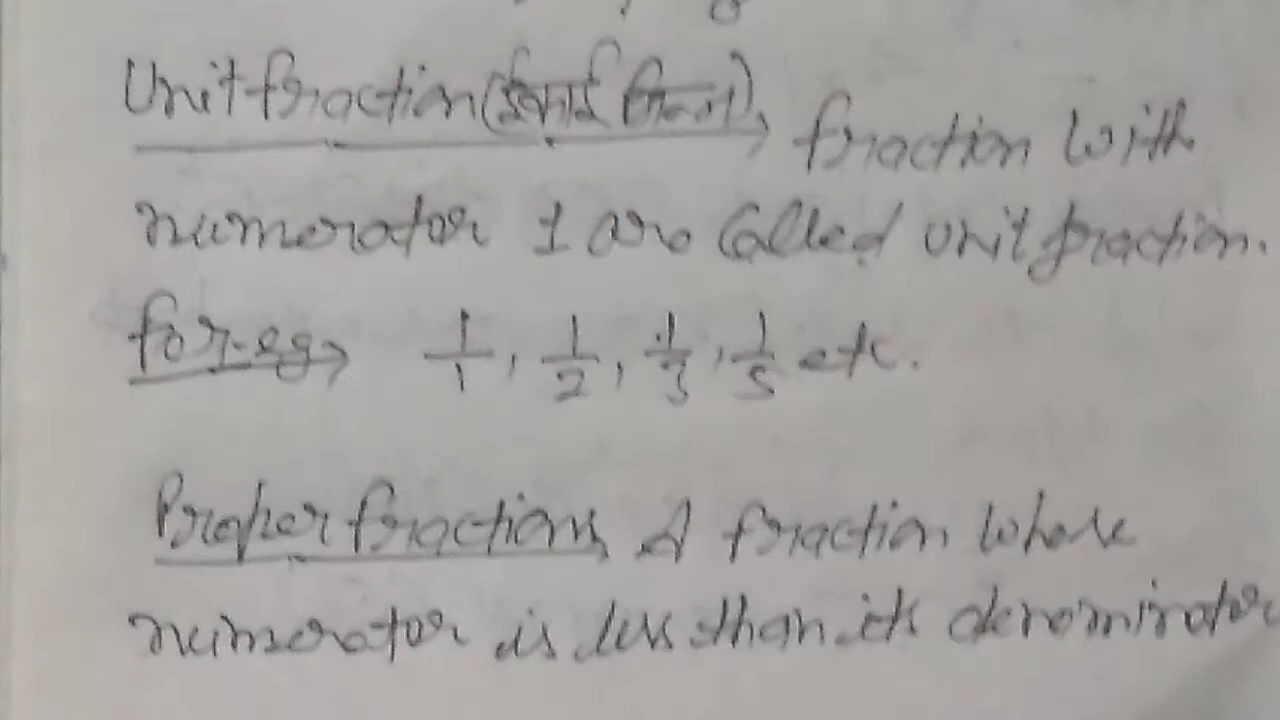 Unit fraction (इकाई भिन्न)→ fraction with
numerator 1 are called unit fraction.
for-eg→ 1/1, 1/2, 1/3, 1/5 etc.
Proper fraction→ A fraction whose
numerator is less than its denominator